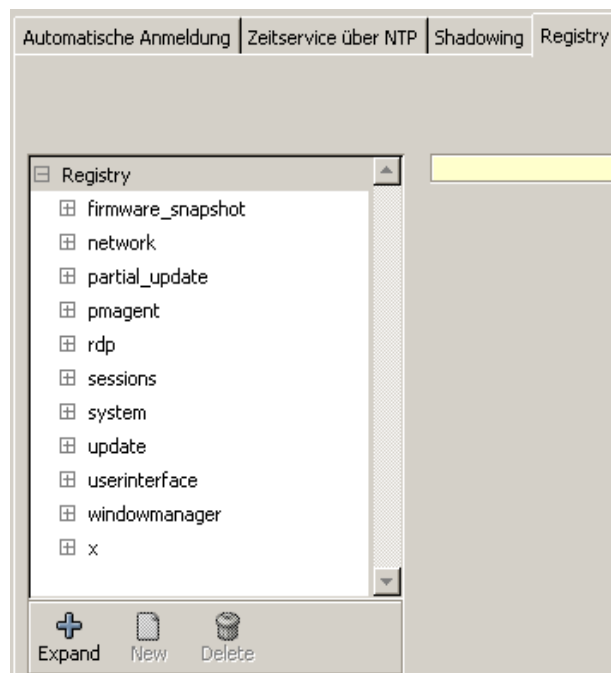 Automatische Anmeldung Zeitservice über NTP Shadowing Registry
Registry
firmware_snapshot
network
partial_update
pmagent
rdp
sessions
system
update
userinterface
windowmanager
x
Expand New Delete